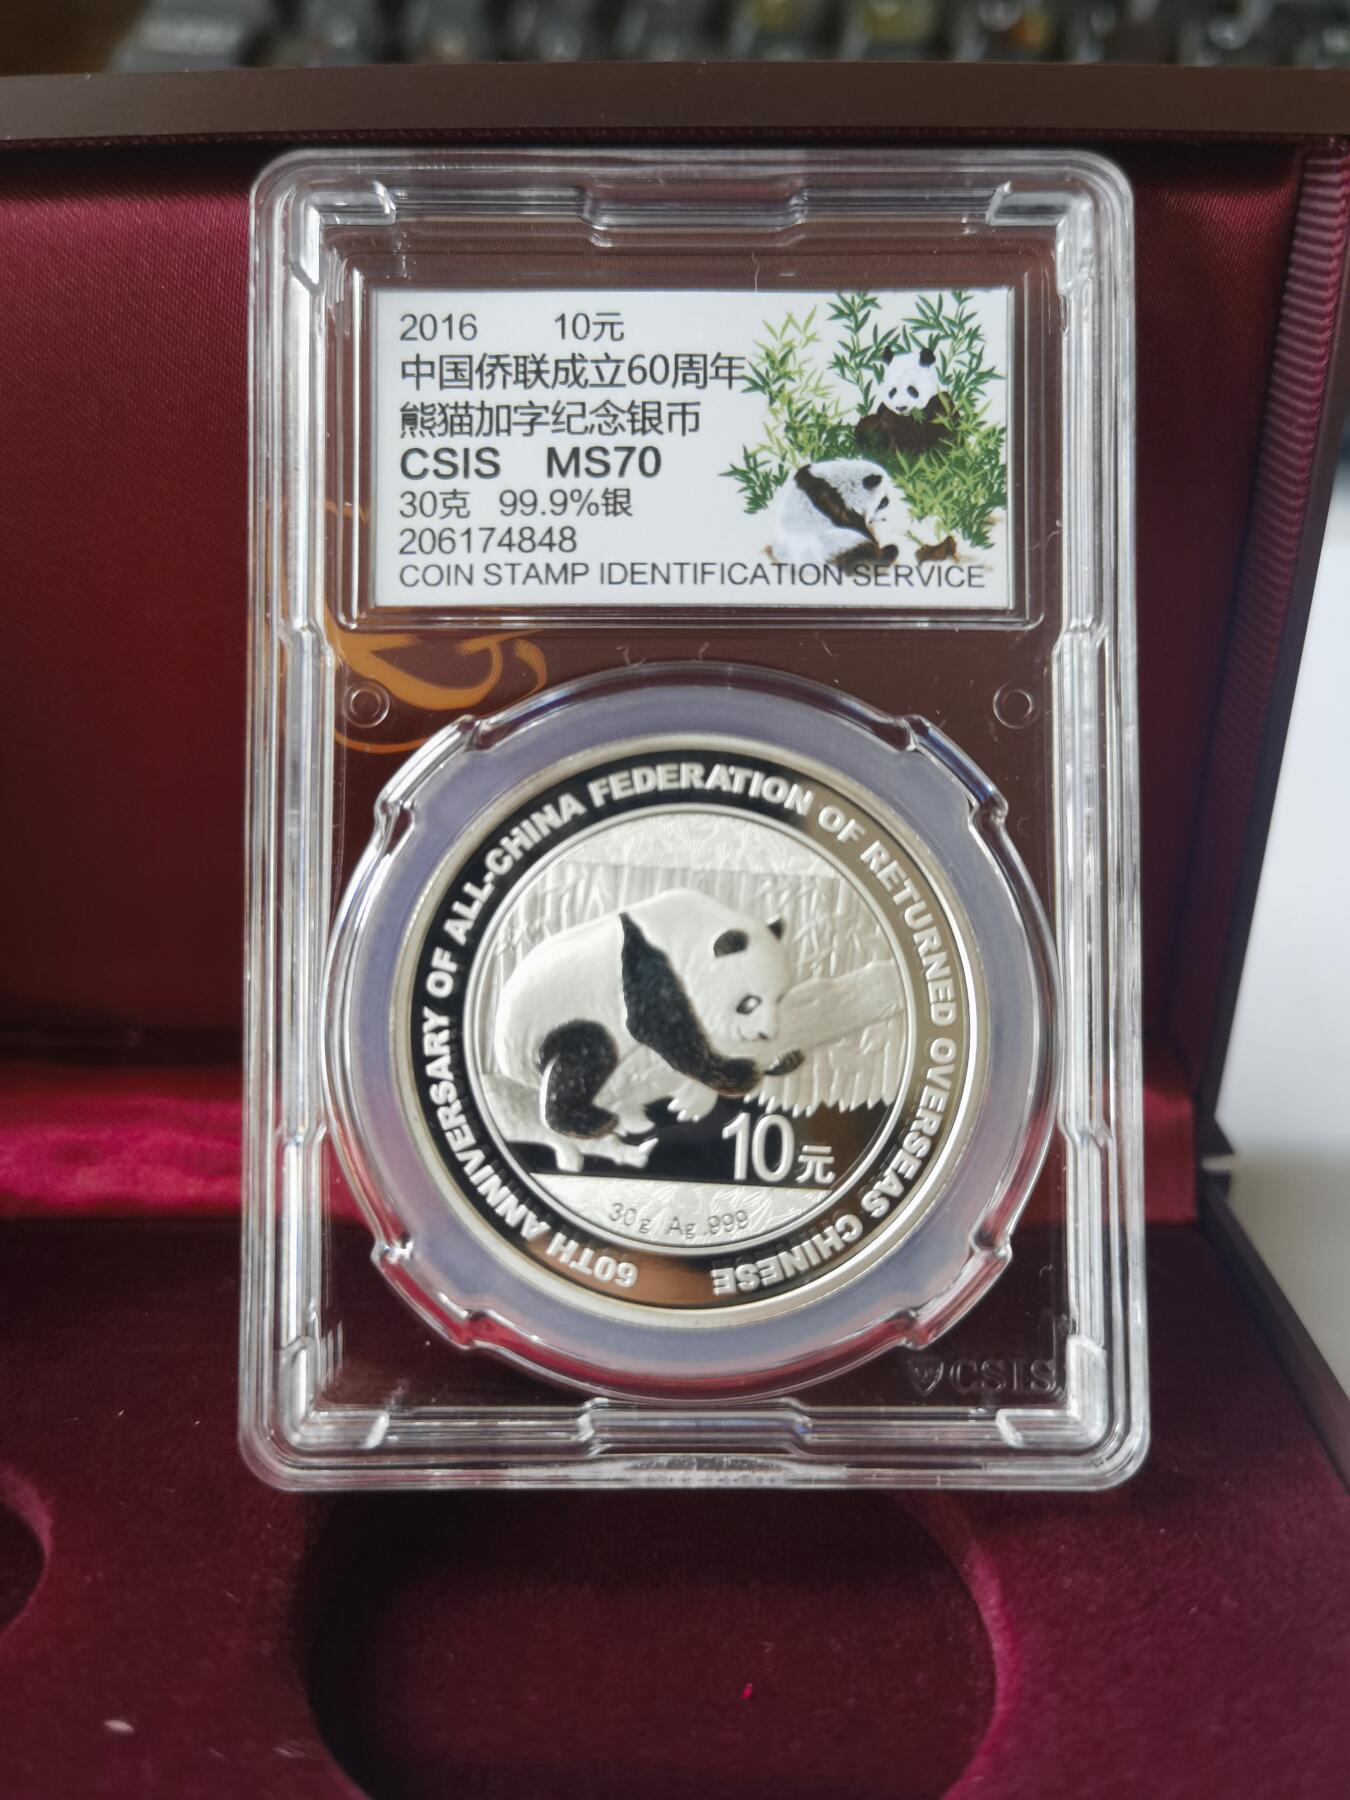 2016 10元
中国侨联成立60周年
熊猫加字纪念银币
CSIS MS70
30克 99.9%银
206174848
COIN STAMP IDENTIFICATION SERVICE
60TH ANNIVERSARY OF ALL-CHINA FEDERATION OF RETURNED OVERSEAS CHINESE
10元
30g Ag .999
CSIS